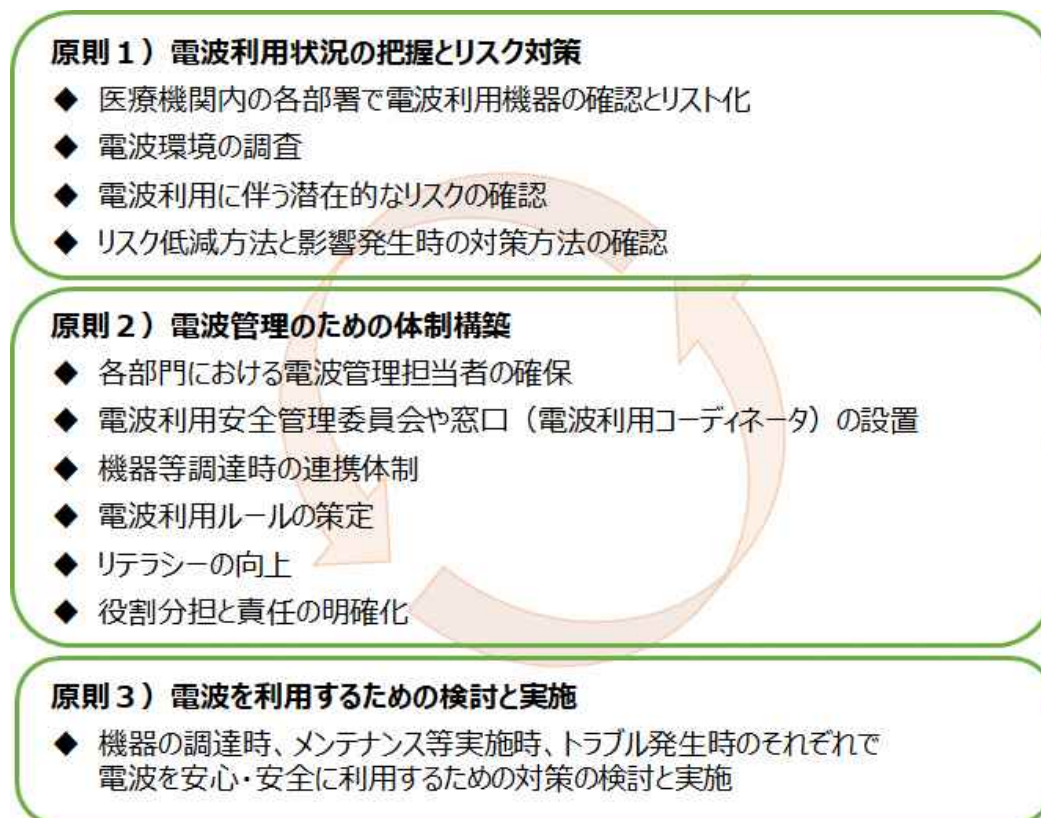 原則１）電波利用状況の把握とリスク対策
◆ 医療機関内の各部署で電波利用機器の確認とリスト化
◆ 電波環境の調査
◆ 電波利用に伴う潜在的なリスクの確認
◆ リスク低減方法と影響発生時の対策方法の確認
原則２）電波管理のための体制構築
◆ 各部門における電波管理担当者の確保
◆ 電波利用安全管理委員会や窓口（電波利用コーディネータ）の設置
◆ 機器等調達時の連携体制
◆ 電波利用ルールの策定
◆ リテラシーの向上
◆ 役割分担と責任の明確化
原則３）電波を利用するための検討と実施
◆ 機器の調達時、メンテナンス等実施時、トラブル発生時のそれぞれで
電波を安心・安全に利用するための対策の検討と実施